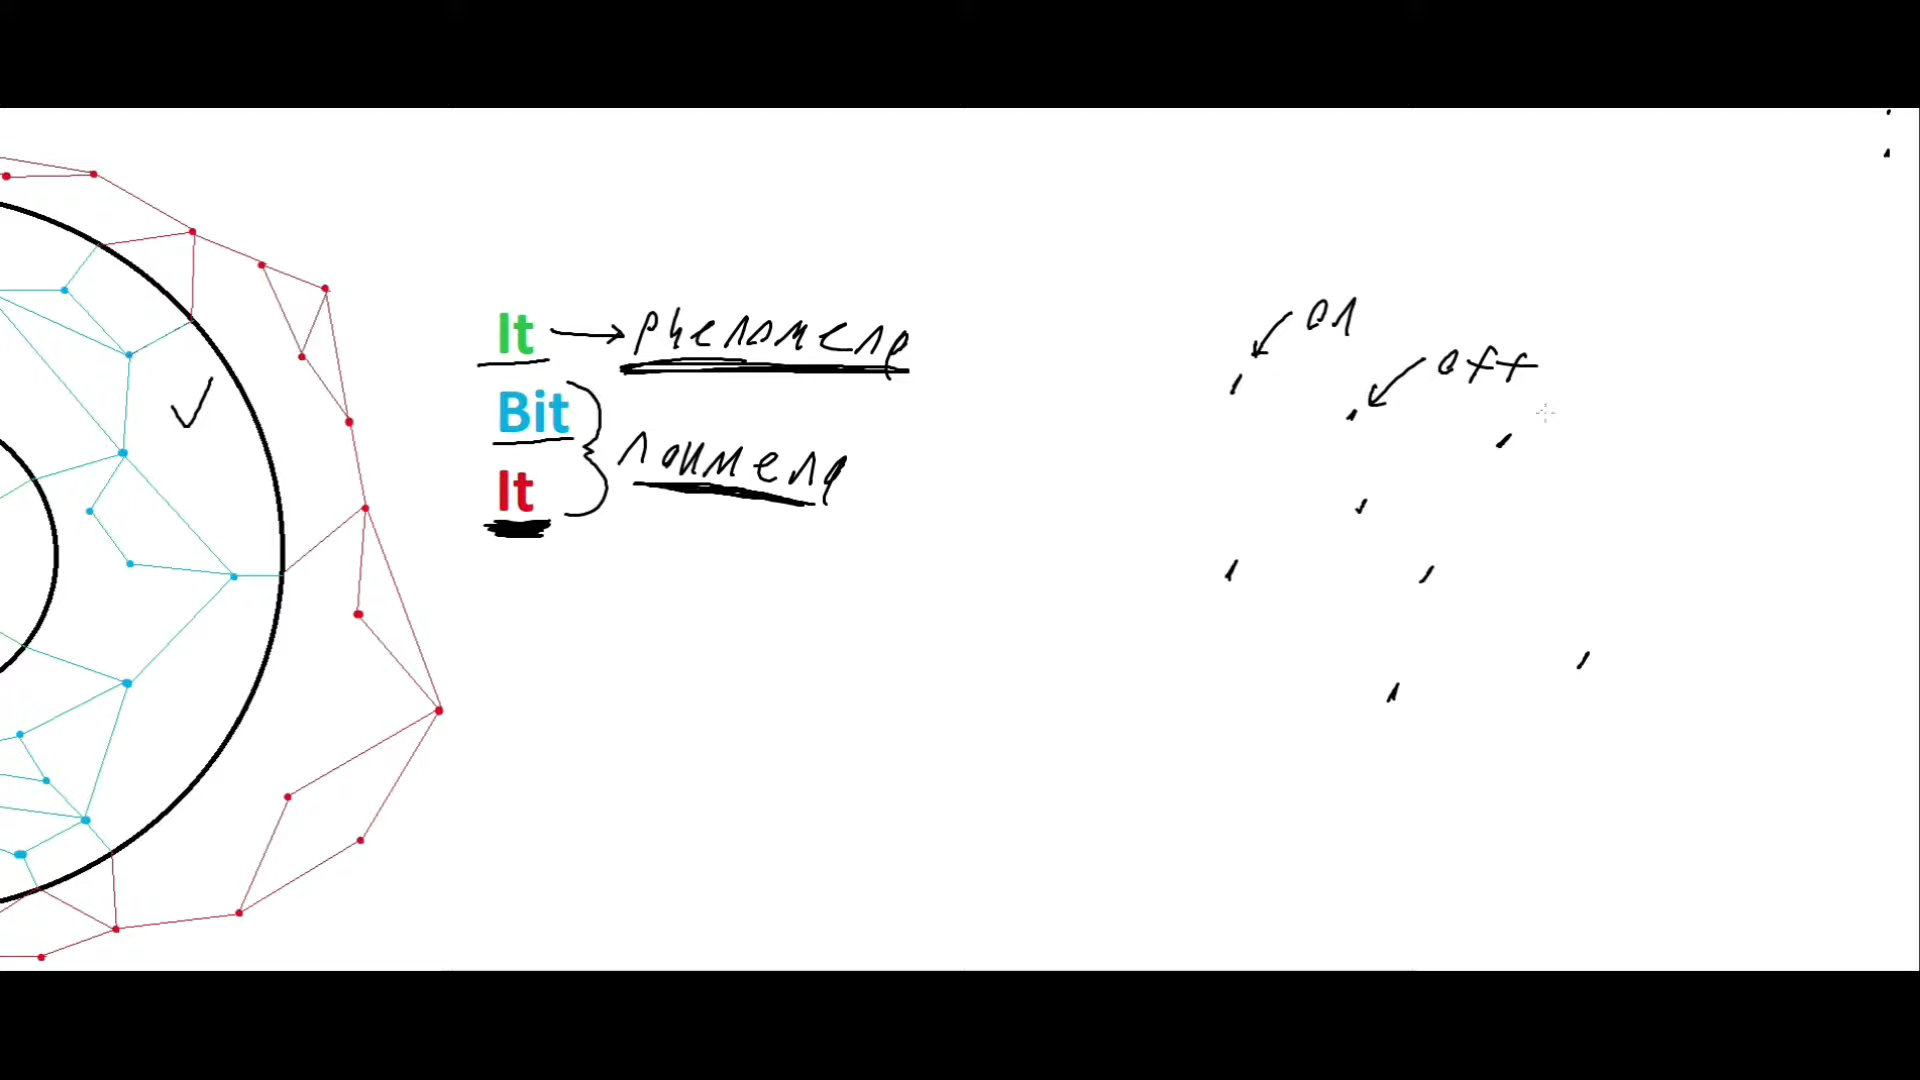 It → phenomena
Bit
It
noumena
on
off